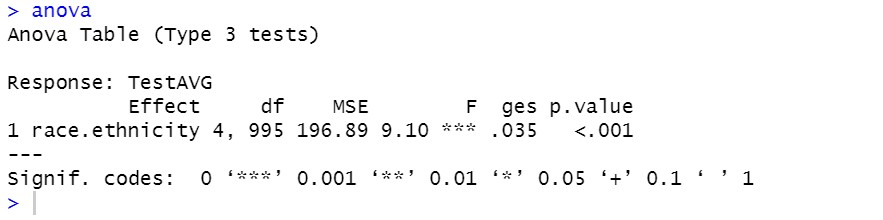 > anova
Anova Table (Type 3 tests)
Response: TestAVG
Effect df MSE F ges p.value
1 race.ethnicity 4, 995 196.89 9.10 *** .035 <.001
---
Signif. codes: 0 ‘***’ 0.001 ‘**’ 0.01 ‘*’ 0.05 ‘+’ 0.1 ‘ ’ 1
>